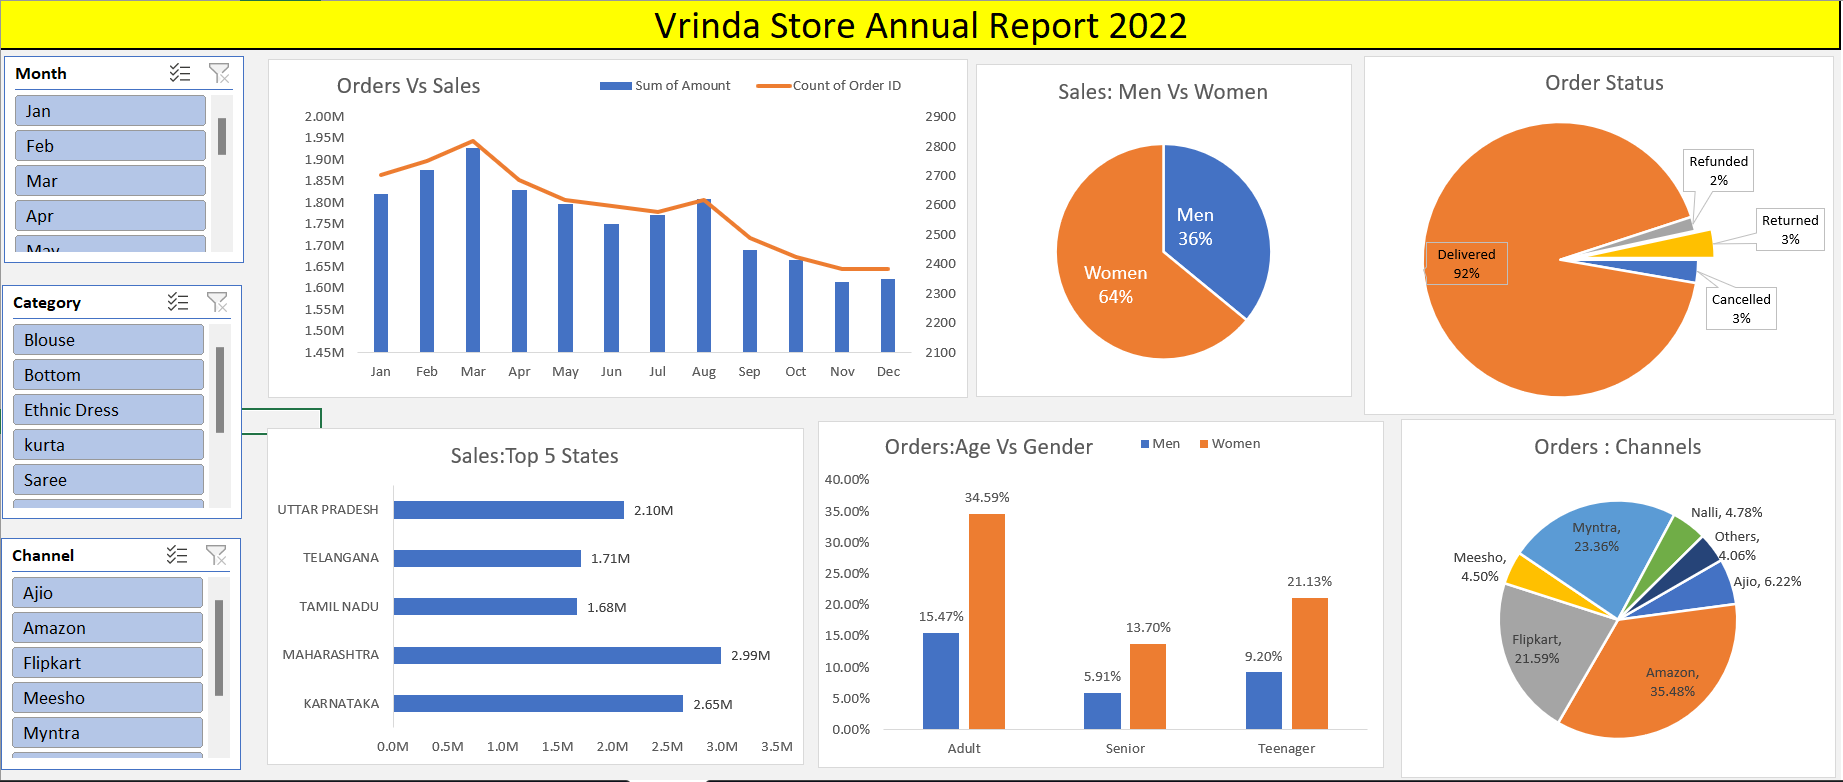 Vrinda Store Annual Report 2022
Month
Jan
Feb
Mar
Apr
May
Category
Blouse
Bottom
Ethnic Dress
kurta
Saree
Channel
Ajio
Amazon
Flipkart
Meesho
Myntra
Orders Vs Sales
Sum of Amount
Count of Order ID
2.00M
1.95M
1.90M
1.85M
1.80M
1.75M
1.70M
1.65M
1.60M
1.55M
1.50M
1.45M
2900
2800
2700
2600
2500
2400
2300
2200
2100
Jan Feb Mar Apr May Jun Jul Aug Sep Oct Nov Dec
Sales: Men Vs Women
Men
36%
Women
64%
Order Status
Refunded
2%
Returned
3%
Delivered
92%
Cancelled
3%
Sales:Top 5 States
UTTAR PRADESH 2.10M
TELANGANA 1.71M
TAMIL NADU 1.68M
MAHARASHTRA 2.99M
KARNATAKA 2.65M
0.0M 0.5M 1.0M 1.5M 2.0M 2.5M 3.0M 3.5M
Orders:Age Vs Gender
Men
Women
40.00%
35.00%
30.00%
25.00%
20.00%
15.00%
10.00%
5.00%
0.00%
15.47%
34.59%
5.91%
13.70%
9.20%
21.13%
Adult Senior Teenager
Orders : Channels
Myntra,
23.36%
Nalli, 4.78%
Others,
4.06%
Ajio, 6.22%
Meesho,
4.50%
Flipkart,
21.59%
Amazon,
35.48%